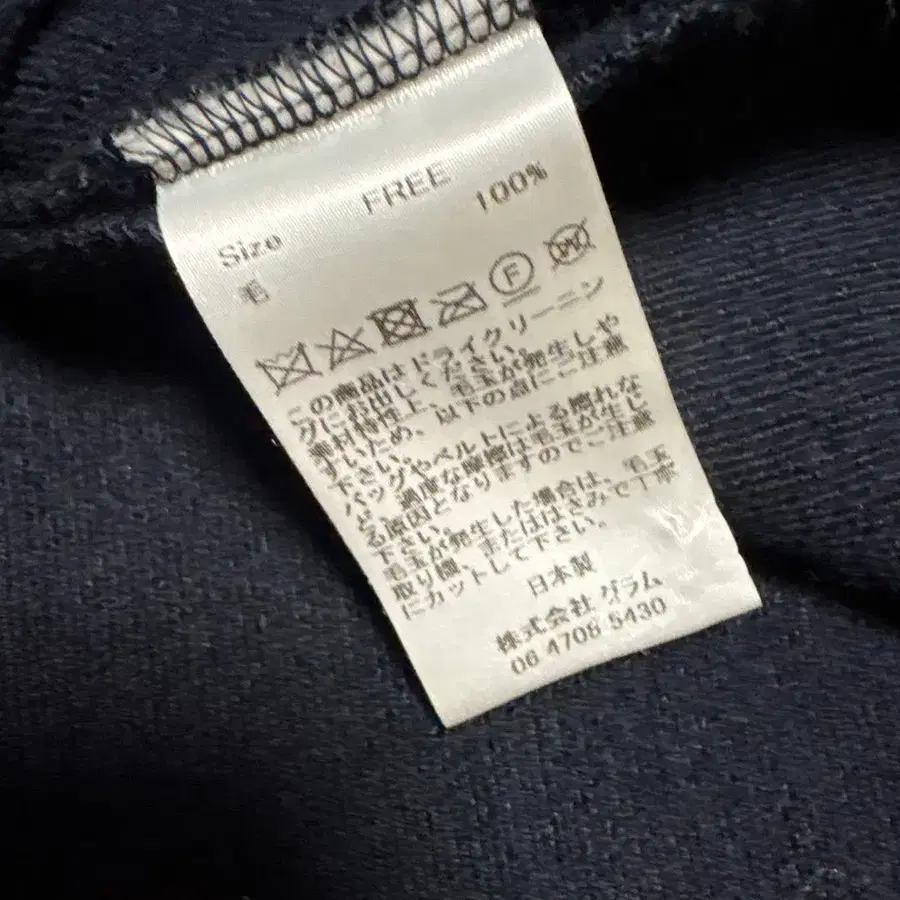 Size FREE
毛 100%
F W
この商品はドライクリーニン
グにお出しください。
素材特性上、毛玉が発生しや
すいため、以下の点にご注意
下さい。
バッグやベルトによる擦れな
ど、過度な摩擦は毛玉が生じ
る原因となりますのでご注意
下さい。
毛玉が発生した場合は、毛玉
取り機、またははさみで丁寧
にカットして下さい。
日本製
株式会社 グラム
06 4708 5430